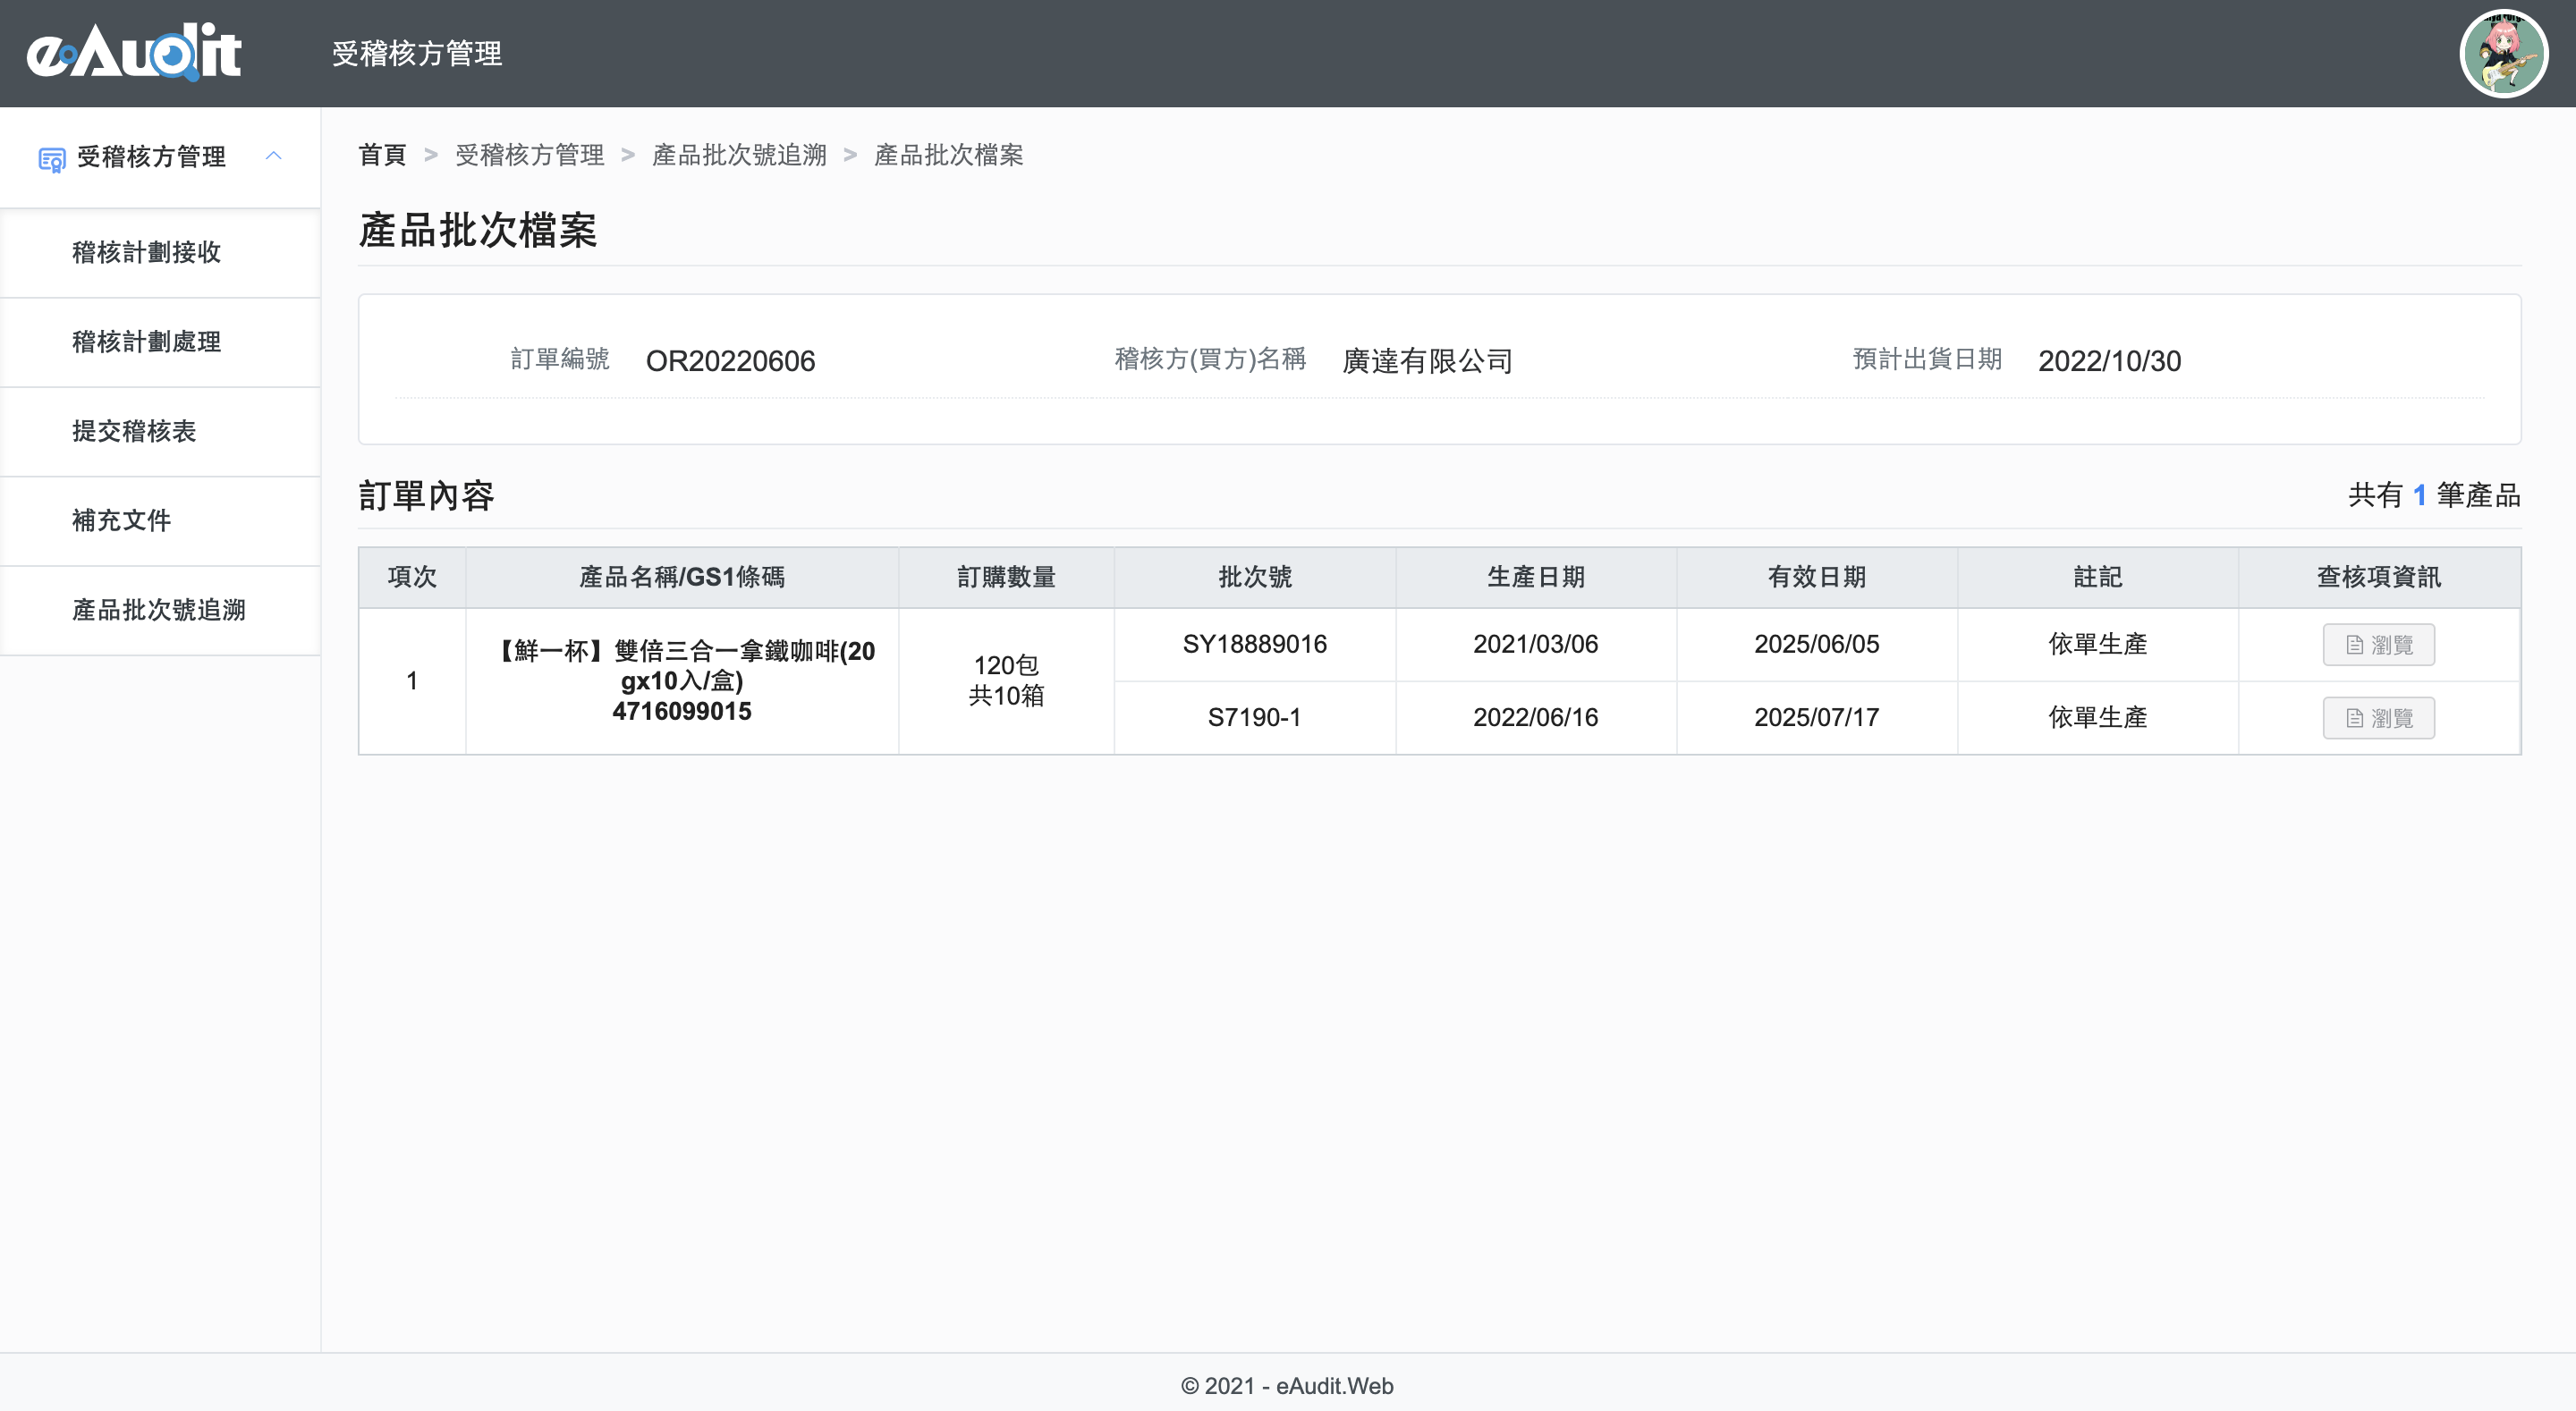 eAudit
受稽核方管理
受稽核方管理
稽核計劃接收
稽核計劃處理
提交稽核表
補充文件
產品批次號追溯
首頁 > 受稽核方管理 > 產品批次號追溯 > 產品批次檔案
產品批次檔案
訂單編號 OR20220606 稽核方(買方)名稱 廣達有限公司 預計出貨日期 2022/10/30
訂單內容 共有 1 筆產品
項次 產品名稱/GS1條碼 訂購數量 批次號 生產日期 有效日期 註記 查核項資訊
1
【鮮一杯】雙倍三合一拿鐵咖啡(20
gx10入/盒)
4716099015
120包
共10箱
SY18889016 2021/03/06 2025/06/05 依單生產 瀏覽
S7190-1 2022/06/16 2025/07/17 依單生產 瀏覽
© 2021 - eAudit.Web